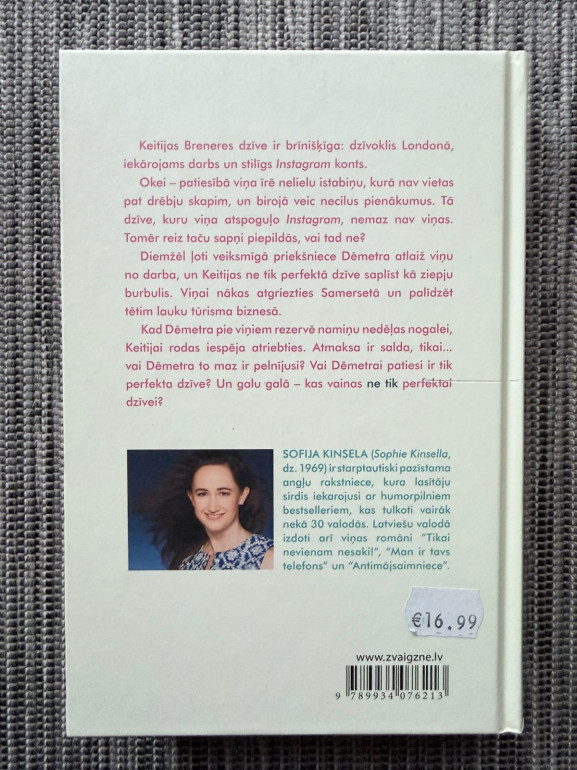 Keitijas Breneres dzīve ir brīnišķīga: dzīvoklis Londonā,
iekārojams darbs un stilīgs Instagram konts.
Okei – patiesībā viņa īrē nelielu istabiņu, kurā nav vietas
pat drēbju skapim, un birojā veic necilus pienākumus. Tā
dzīve, kuru viņa atspoguļo Instagram, nemaz nav viņas.
Tomēr reiz taču sapņi piepildās, vai tad ne?
Diemžēl ļoti veiksmīgā priekšniece Dēmetra atlaiž viņu
no darba, un Keitijas ne tik perfektā dzīve saplīst kā ziepju
burbulis. Viņai nākas atgriezties Samersetā un palīdzēt
tētim lauku tūrisma biznesā.
Kad Dēmetra pie viņiem rezervē namiņu nedēļas nogalei,
Keitijai rodas iespēja atriebties. Atmaksa ir salda, tikai...
vai Dēmetra to maz ir pelnījusi? Vai Dēmetrai patiesi ir tik
perfekta dzīve? Un galu galā – kas vainas ne tik perfektai
dzīvei?
SOFIJA KINSELA (Sophie Kinsella,
dz. 1969) ir starptautiski pazīstama
angļu rakstniece, kura lasītāju
sirdis iekarojusi ar humorpilniem
bestselleriem, kas tulkoti vairāk
nekā 30 valodās. Latviešu valodā
izdoti arī viņas romāni "Tikai
nevienam nesaki!", "Man ir tavs
telefons" un "Antimājsaimniece".
€16.99
www.zvaigzne.lv
9 789934 076213